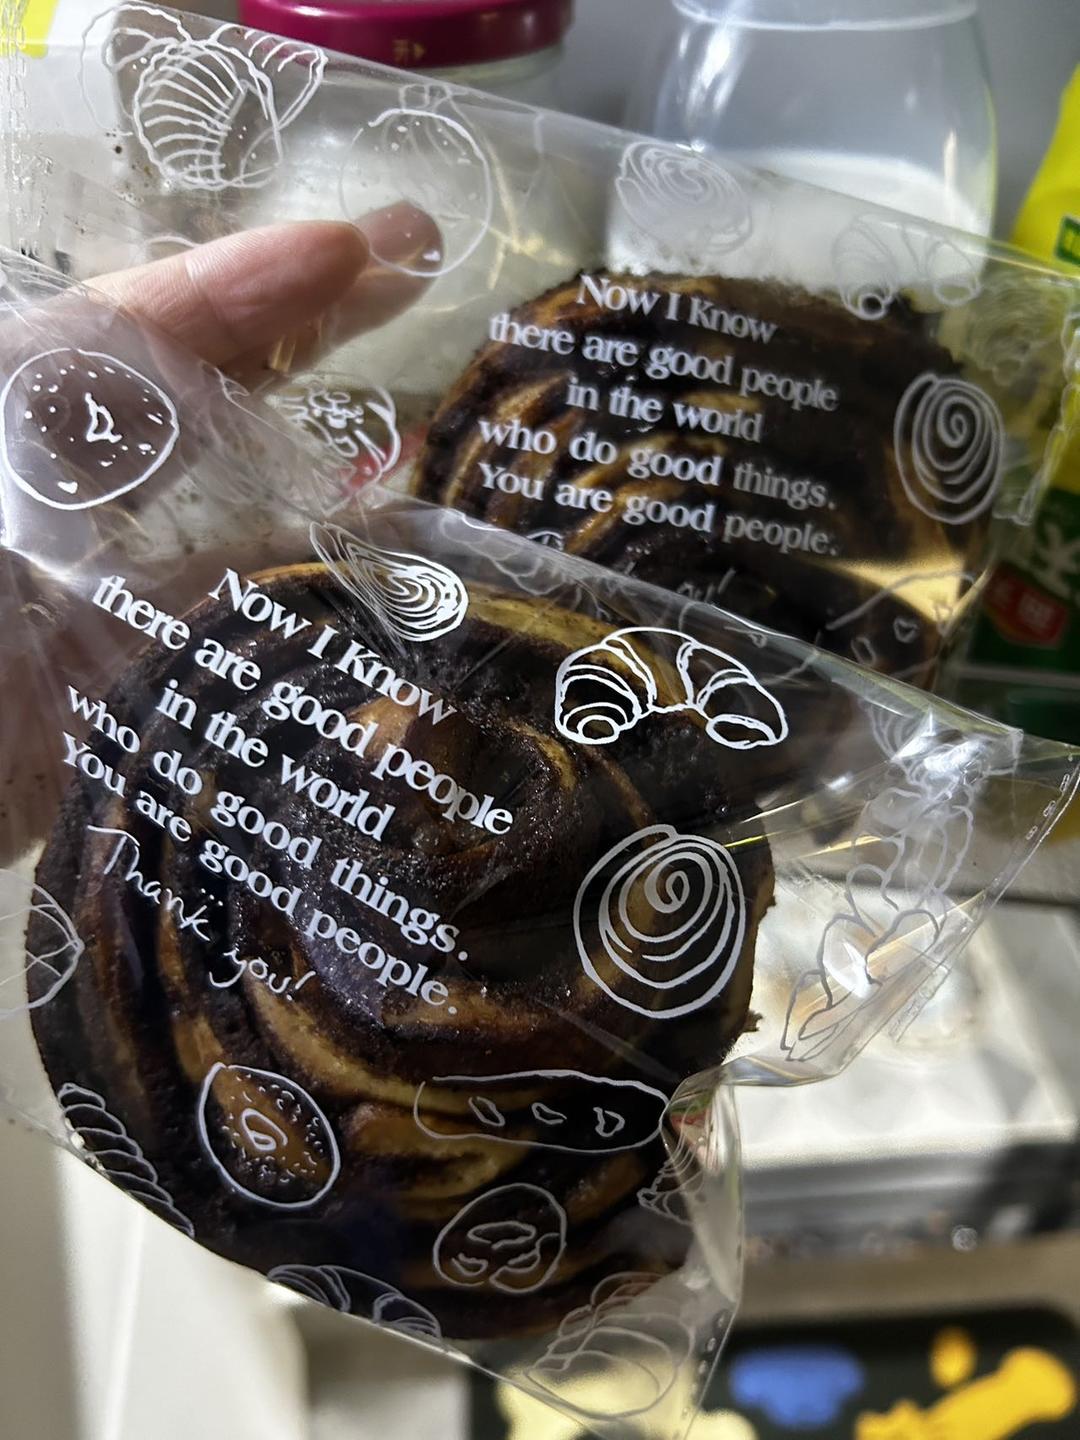 Now I Know
there are good people
in the world
who do good things.
You are good people.
Now I Know
there are good people
in the world
who do good things.
You are good people.
Thank you!